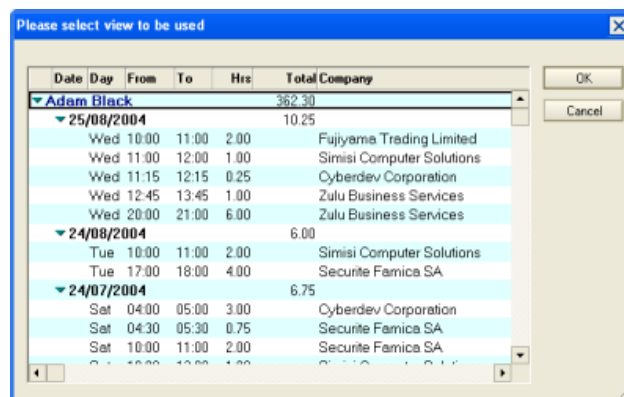 Please select view to be used
Date Day From To Hrs Total Company
OK
Adam Black 362.30
Cancel
25/08/2004 10.25
Wed 10:00 11:00 2.00 Fujiyama Trading Limited
Wed 11:00 12:00 1.00 Simisi Computer Solutions
Wed 11:15 12:15 0.25 Cyberdev Corporation
Wed 12:45 13:45 1.00 Zulu Business Services
Wed 20:00 21:00 6.00 Zulu Business Services
24/08/2004 6.00
Tue 10:00 11:00 2.00 Simisi Computer Solutions
Tue 17:00 18:00 4.00 Securite Famica SA
24/07/2004 6.75
Sat 04:00 05:00 3.00 Cyberdev Corporation
Sat 04:30 05:30 0.75 Securite Famica SA
Sat 10:00 11:00 2.00 Securite Famica SA